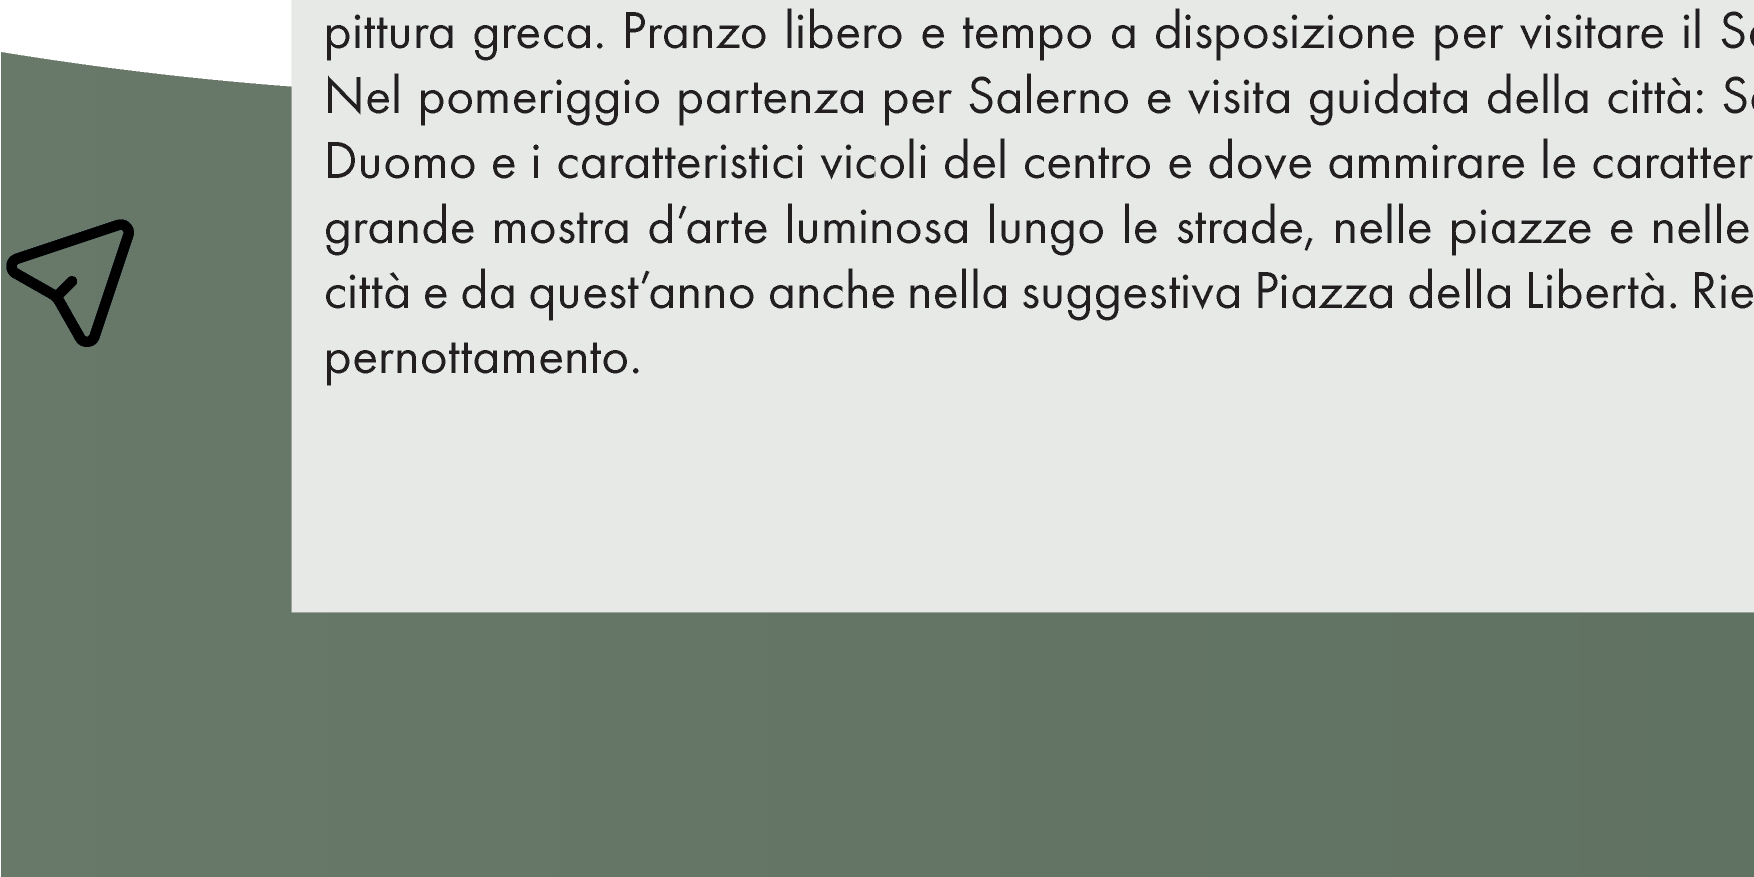 pittura greca. Pranzo libero e tempo a disposizione per visitare il
Nel pomeriggio partenza per Salerno e visita guidata della città:
Duomo e i caratteristici vicoli del centro e dove ammirare le
grande mostra d’arte luminosa lungo le strade, nelle piazze e nelle
città e da quest’anno anche nella suggestiva Piazza della Libertà.
pernottamento.